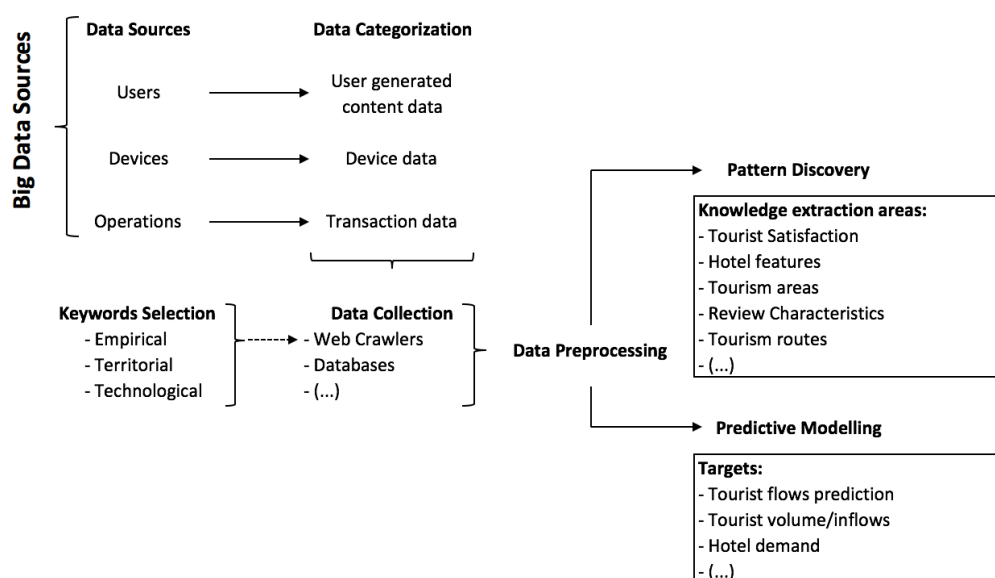 Big Data Sources
Data Sources
Data Categorization
Users
User generated
content data
Devices
Device data
Operations
Transaction data
Keywords Selection
- Empirical
- Territorial
- Technological
Data Collection
- Web Crawlers
- Databases
- (...)
Data Preprocessing
Pattern Discovery
Knowledge extraction areas:
- Tourist Satisfaction
- Hotel features
- Tourism areas
- Review Characteristics
- Tourism routes
- (...)
Predictive Modelling
Targets:
- Tourist flows prediction
- Tourist volume/inflows
- Hotel demand
- (...)